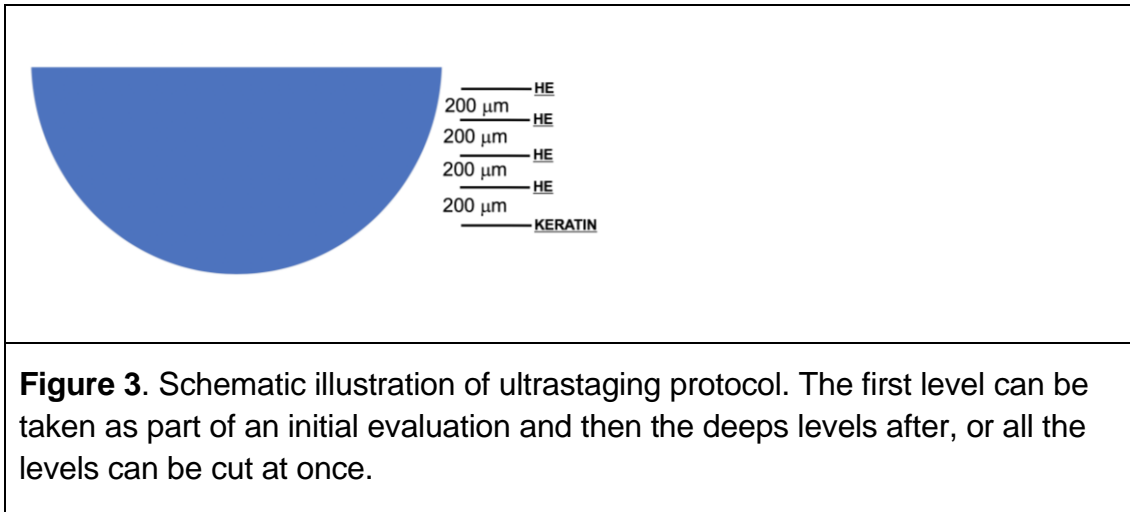 HE
200 μm
HE
200 μm
HE
200 μm
HE
200 μm
KERATIN
Figure 3. Schematic illustration of ultrastaging protocol. The first level can be
taken as part of an initial evaluation and then the deeps levels after, or all the
levels can be cut at once.